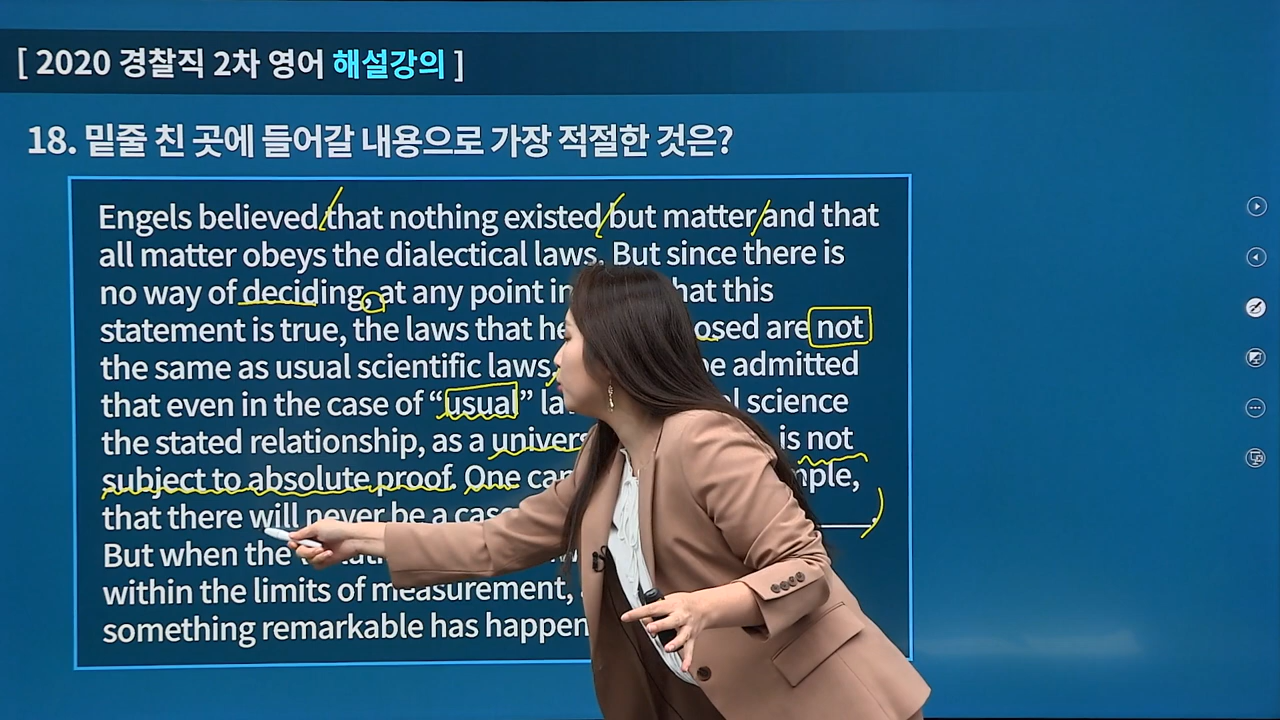 [ 2020 경찰직 2차 영어 해설강의 ]
18. 밑줄 친 곳에 들어갈 내용으로 가장 적절한 것은?
Engels believed that nothing existed but matter and that
all matter obeys the dialectical laws. But since there is
no way of deciding, at any point in that this
statement is true, the laws that he are not
the same as usual scientific laws, be admitted
that even in the case of “usual” science
the stated relationship, as a is not
subject to absolute proof. One
that there will never be a case
But when the
within the limits of measurement,
something remarkable has